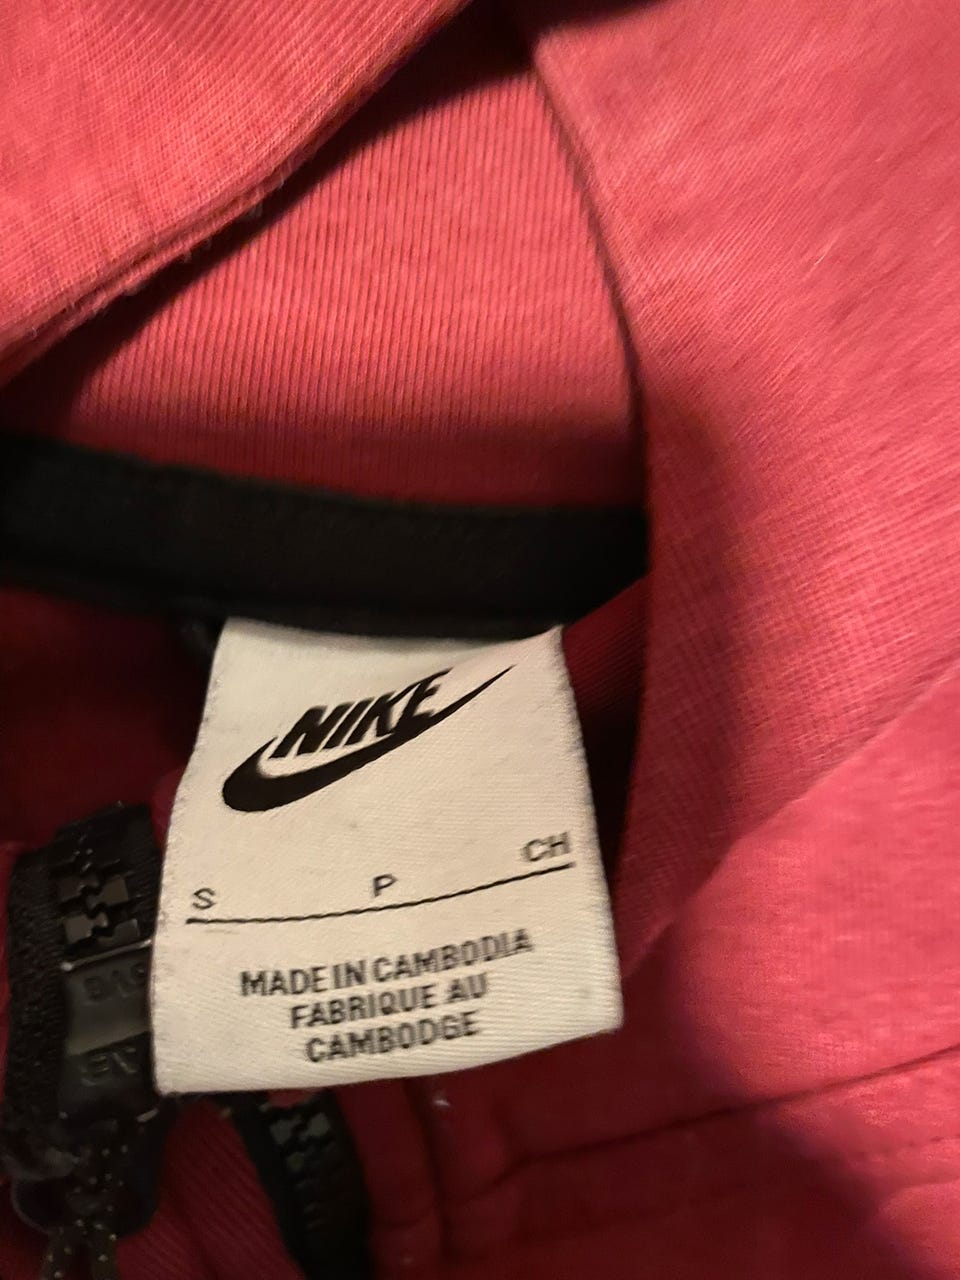 NIKE
S P CH
MADE IN CAMBODIA
FABRIQUE AU
CAMBODGE